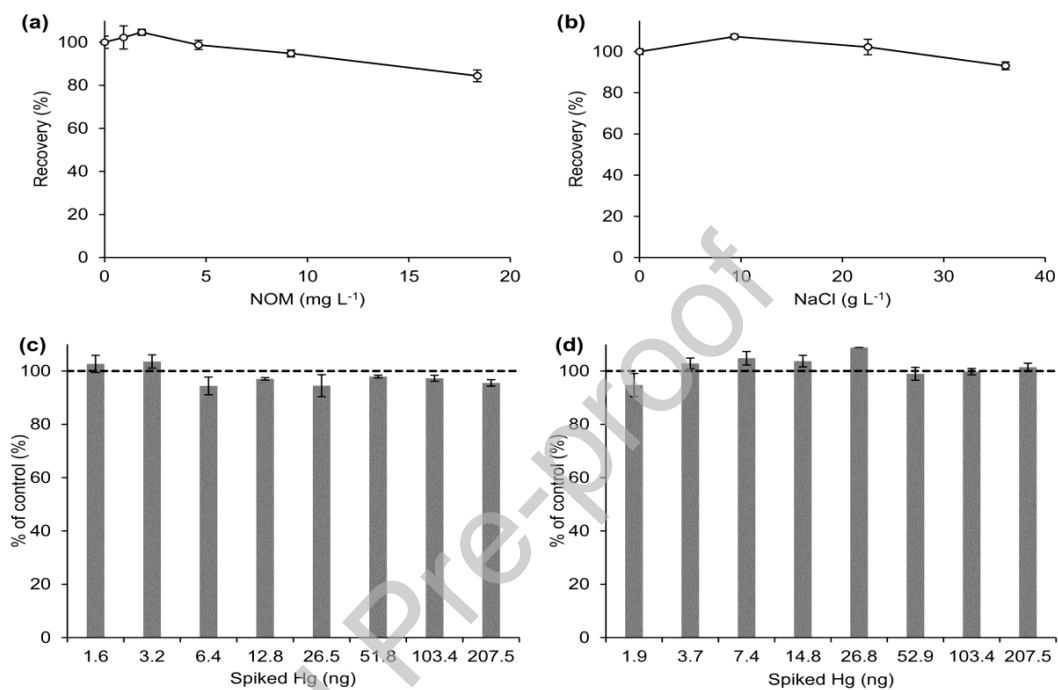 (a)
100
80
60
40
20
0
Recovery (%)
0 5 10 15 20
NOM (mg L⁻¹)
(b)
100
80
60
40
20
0
Recovery (%)
0 10 20 30 40
NaCl (g L⁻¹)
(c)
100
80
60
40
20
0
% of control (%)
1.6 3.2 6.4 12.8 26.5 51.8 103.4 207.5
Spiked Hg (ng)
(d)
100
80
60
40
20
0
% of control (%)
1.9 3.7 7.4 14.8 26.8 52.9 103.4 207.5
Spiked Hg (ng)
Pre-proof